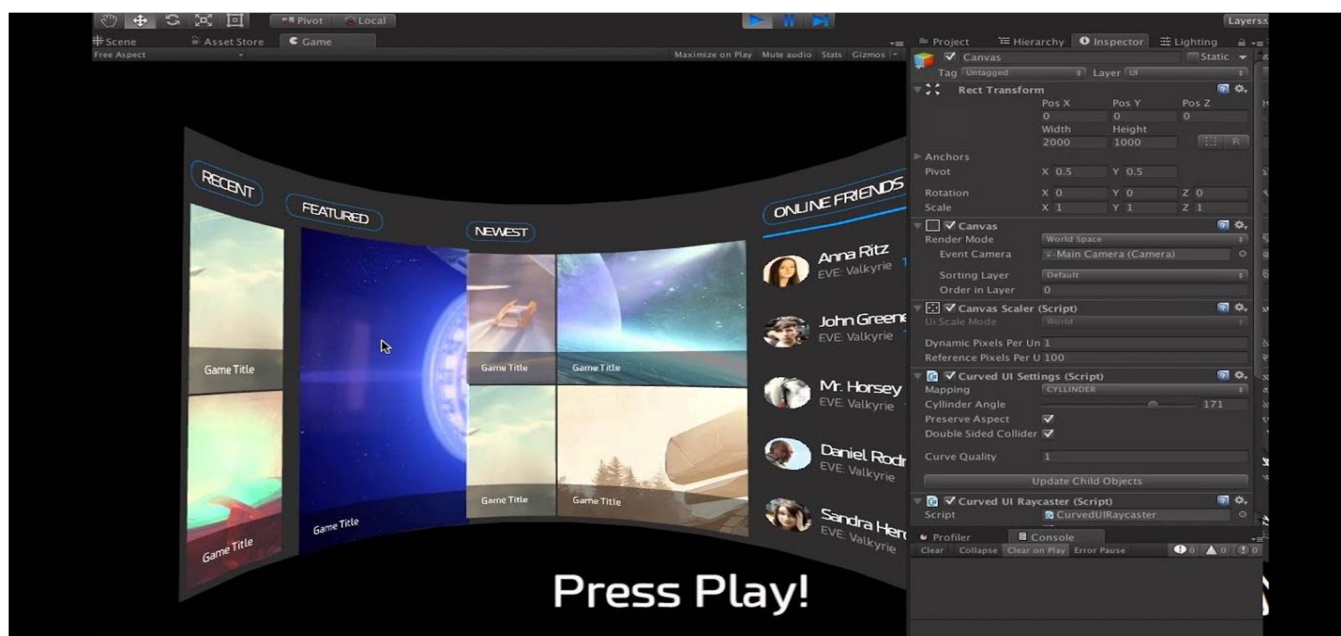 Pivot Local Layers
Scene Asset Store Game
Free Aspect Maximize on Play Mute audio Stats Gizmos
RECENT
FEATURED
NEWEST
ONLINE FRIENDS
Anna Ritz
EVE: Valkyrie
John Greene
EVE: Valkyrie
Mr. Horsey
EVE: Valkyrie
Daniel Rodr
EVE: Valkyrie
Sandra Hero
EVE: Valkyrie
Game Title
Game Title
Game Title
Game Title
Game Title
Game Title
Game Title
Press Play!
Project Hierarchy Inspector Lighting
Canvas Static
Tag Untagged Layer UI
Rect Transform
Pos X Pos Y Pos Z
0 0 0
Width Height
2000 1000 R
Anchors
Pivot X 0.5 Y 0.5
Rotation X 0 Y 0 Z 0
Scale X 1 Y 1 Z 1
Canvas
Render Mode World Space
Event Camera Main Camera (Camera)
Sorting Layer Default
Order in Layer 0
Canvas Scaler (Script)
Ui Scale Mode World
Dynamic Pixels Per Un 1
Reference Pixels Per U 100
Curved UI Settings (Script)
Mapping CYLLINDER
Cyllinder Angle 171
Preserve Aspect
Double Sided Collider
Curve Quality 1
Update Child Objects
Curved UI Raycaster (Script)
Script CurvedUIRaycaster
Profiler Console
Clear Collapse Clear on Play Error Pause 0 0 0